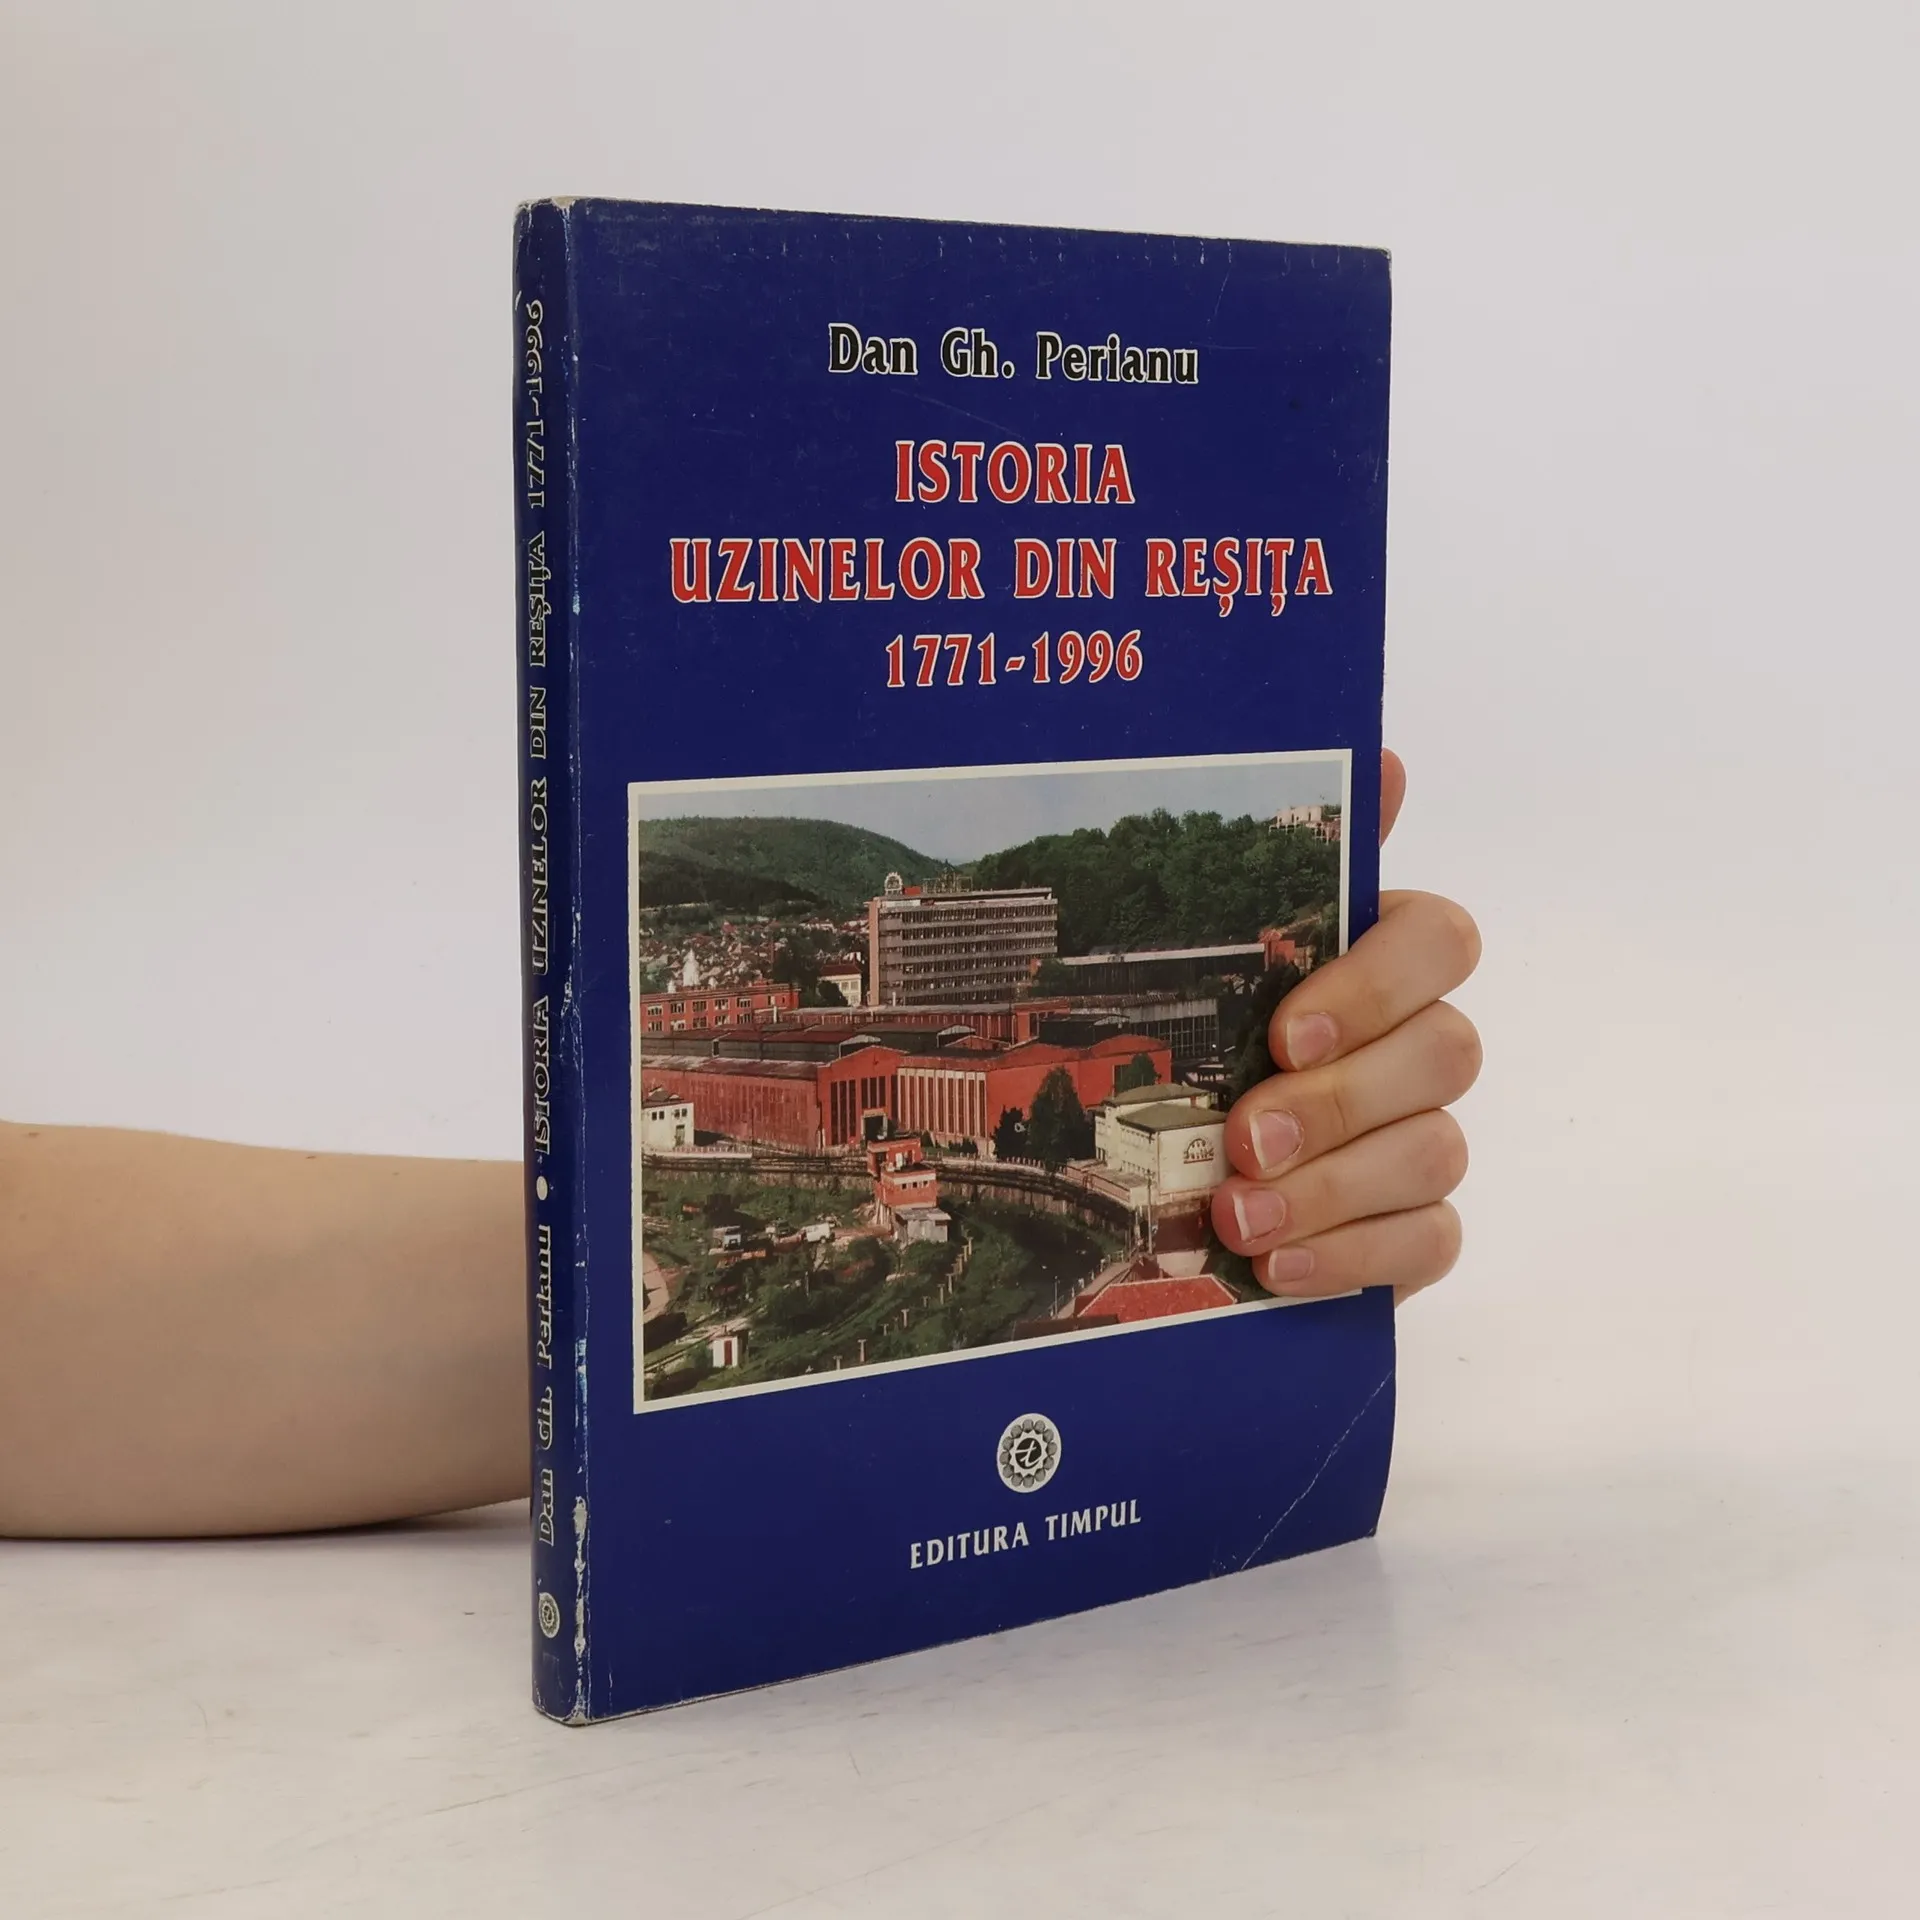 Dan Gh. Perianu
ISTORIA
UZINELOR DIN REȘIȚA
1771-1996
EDITURA TIMPUL
Dan Gh. Perianu • ISTORIA UZINELOR DIN REȘIȚA 1771-1996